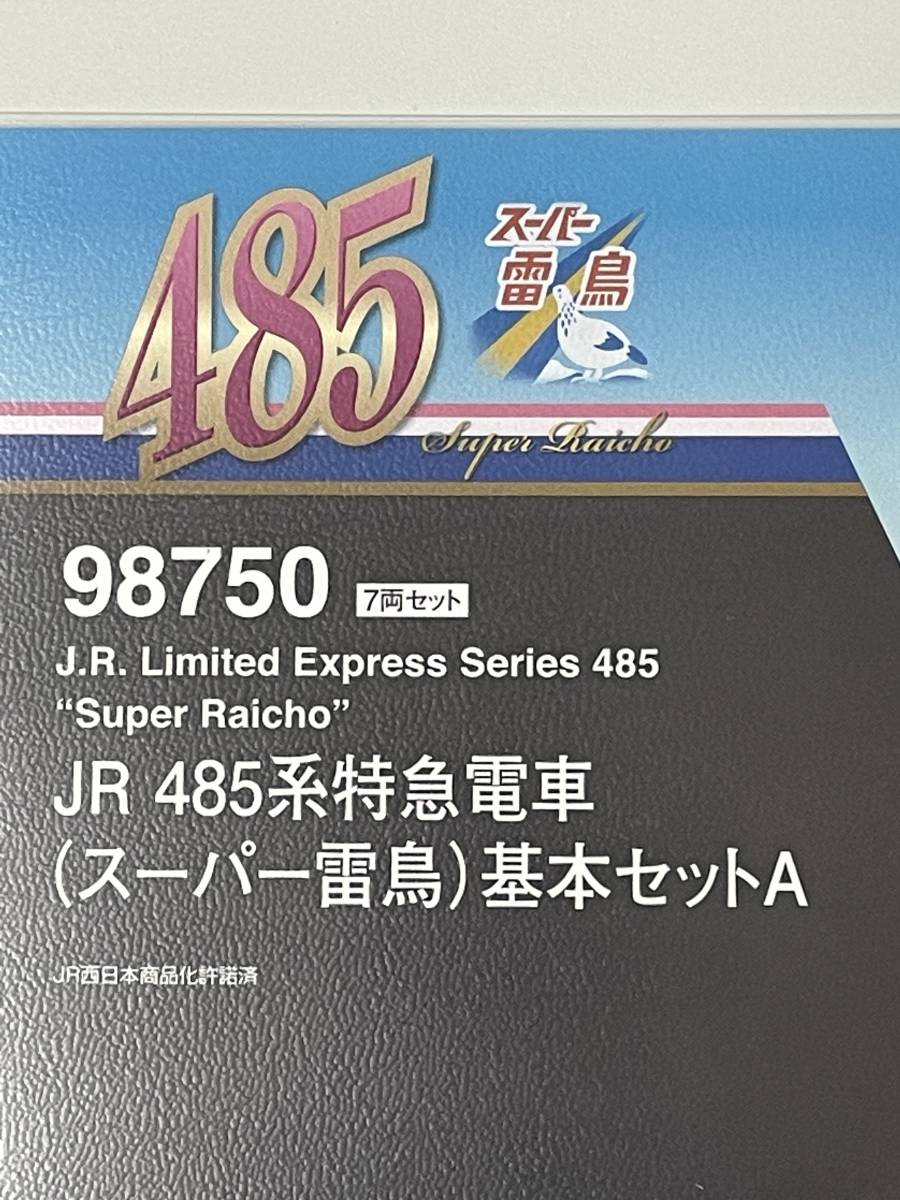 485
スーパー
雷鳥
Super Raicho
98750 7両セット
J.R. Limited Express Series 485
“Super Raicho”
JR 485系特急電車
(スーパー雷鳥)基本セットA
JR西日本商品化許諾済